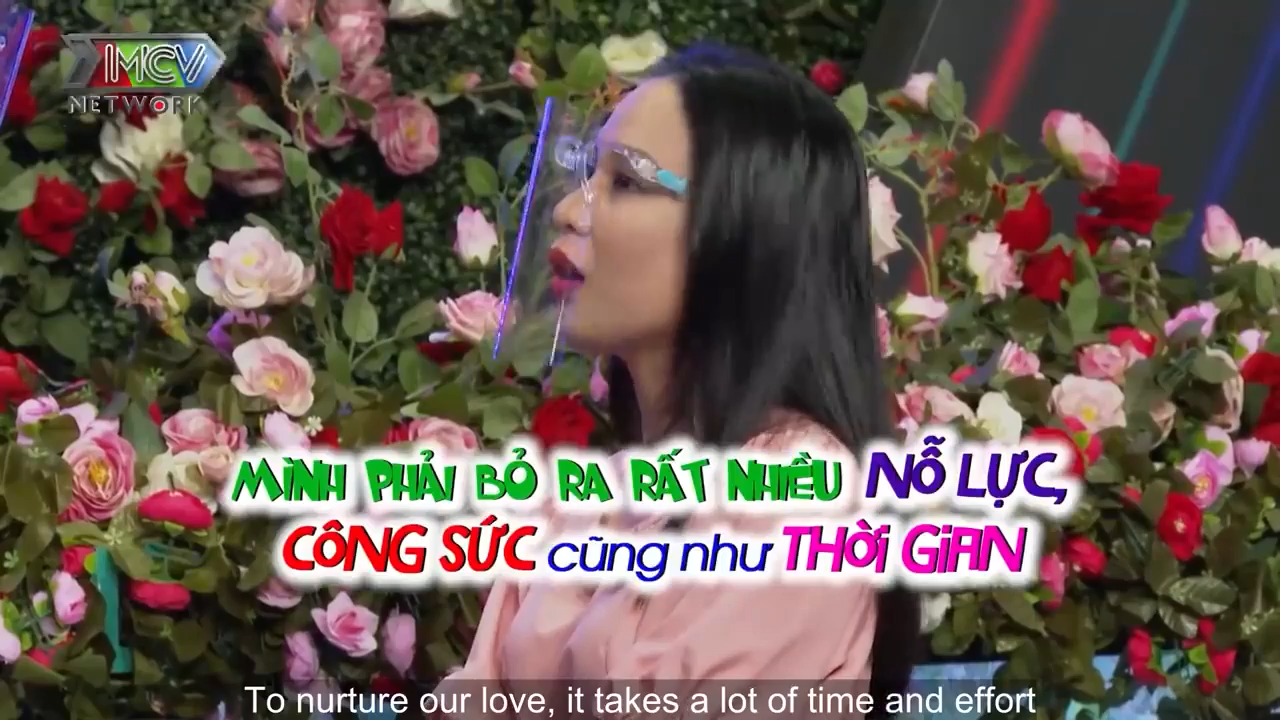 MCV
NETWORK
MÌNH PHẢI BỎ RA RẤT NHIỀU NỖ LỰC,
CÔNG SỨC cũng như THỜI GIAN
To nurture our love, it takes a lot of time and effort